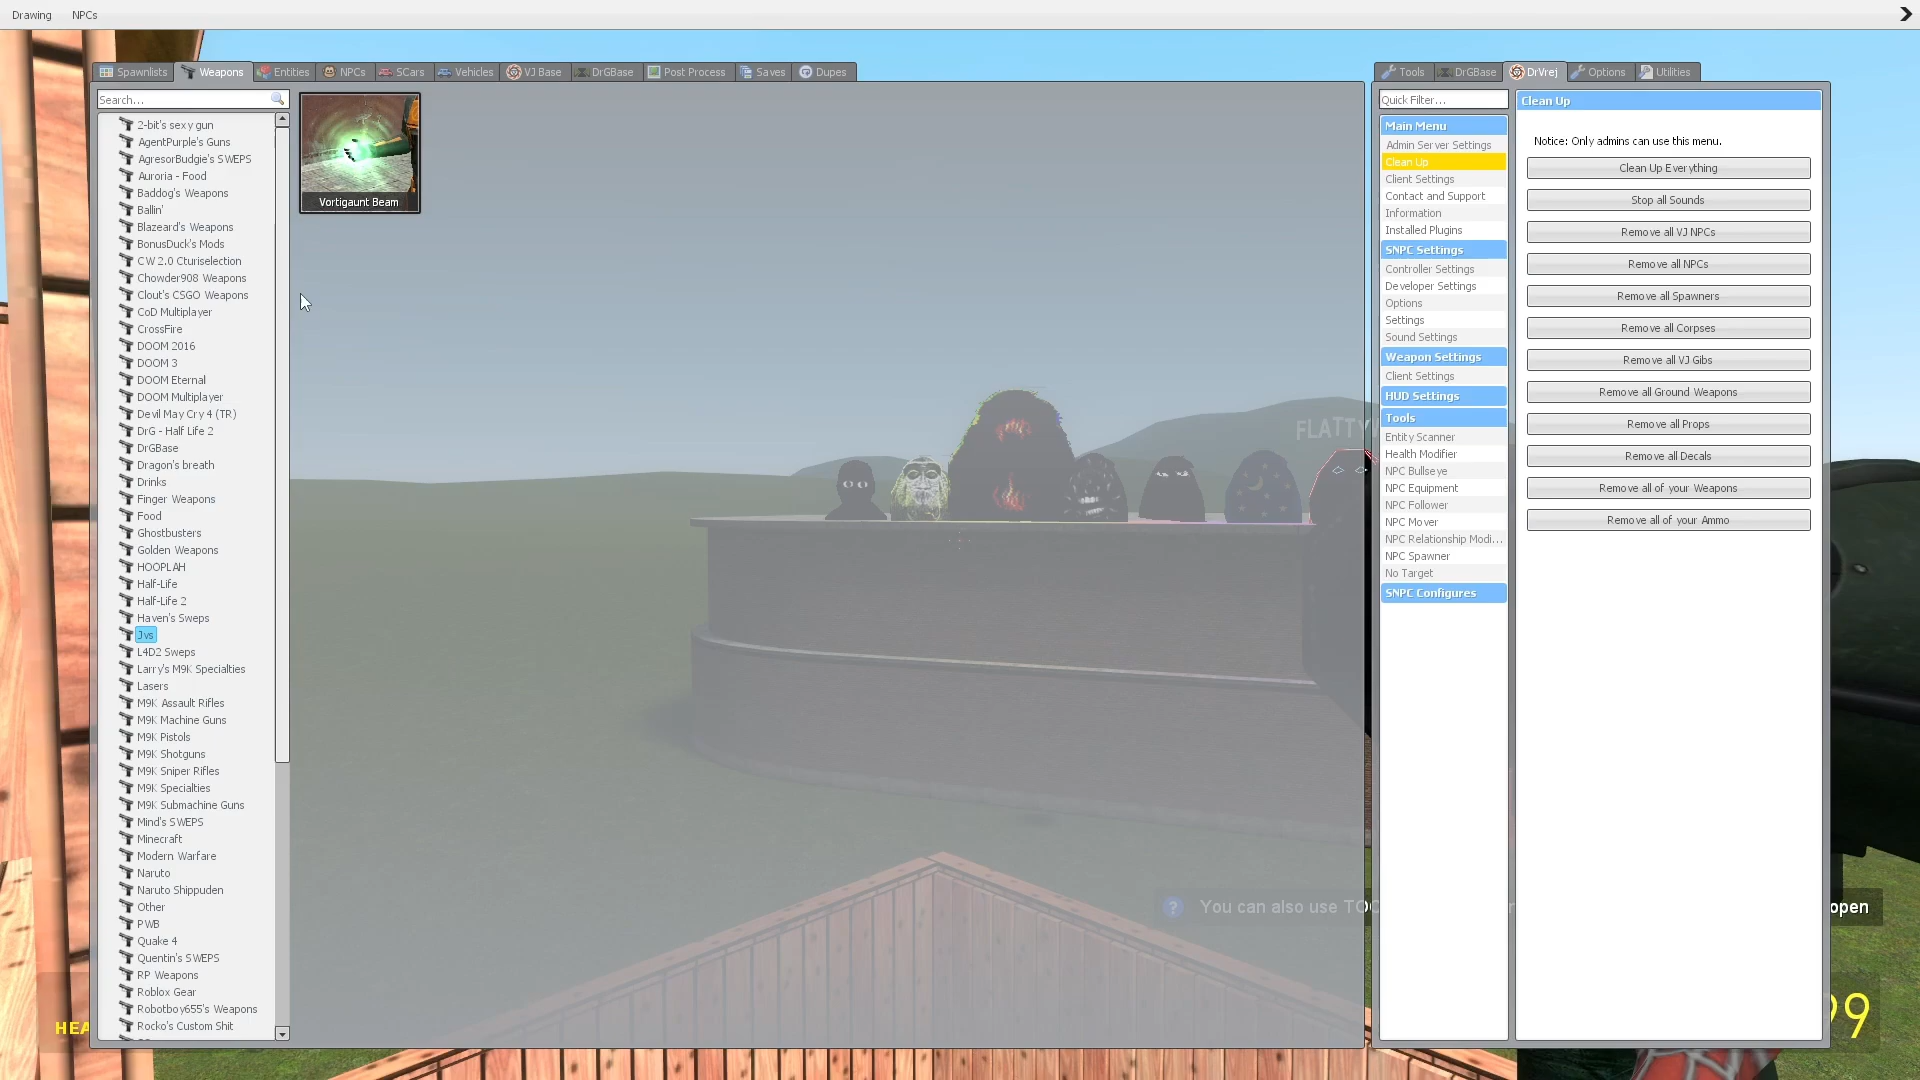 Drawing NPCs
Spawnlists Weapons Entities NPCs SCars Vehicles VJ Base DrGBase Post Process Saves Dupes
Search...
2-bit's sexy gun
AgentPurple's Guns
AgresorBudgie's SWEPS
Auroria - Food
Baddog's Weapons
Ballin'
Blazeard's Weapons
BonusDuck's Mods
CW 2.0 Cturiselection
Chowder908 Weapons
Clout's CSGO Weapons
CoD Multiplayer
CrossFire
DOOM 2016
DOOM 3
DOOM Eternal
DOOM Multiplayer
Devil May Cry 4 (TR)
DrG - Half Life 2
DrGBase
Dragon's breath
Drinks
Finger Weapons
Food
Ghostbusters
Golden Weapons
HOOPLAH
Half-Life
Half-Life 2
Haven's Sweps
Jvs
L4D2 Sweps
Larry's M9K Specialties
Lasers
M9K Assault Rifles
M9K Machine Guns
M9K Pistols
M9K Shotguns
M9K Sniper Rifles
M9K Specialties
M9K Submachine Guns
Mind's SWEPS
Minecraft
Modern Warfare
Naruto
Naruto Shippuden
Other
PWB
Quake 4
Quentin's SWEPS
RP Weapons
Roblox Gear
Robotboy655's Weapons
Rocko's Custom Shit
Vortigaunt Beam
FLATTY
You can also use TOO
open
HEA
99
Tools DrGBase DrVrej Options Utilities
Quick Filter...
Main Menu
Admin Server Settings
Clean Up
Client Settings
Contact and Support
Information
Installed Plugins
SNPC Settings
Controller Settings
Developer Settings
Options
Settings
Sound Settings
Weapon Settings
Client Settings
HUD Settings
Tools
Entity Scanner
Health Modifier
NPC Bullseye
NPC Equipment
NPC Follower
NPC Mover
NPC Relationship Modi...
NPC Spawner
No Target
SNPC Configures
Clean Up
Notice: Only admins can use this menu.
Clean Up Everything
Stop all Sounds
Remove all VJ NPCs
Remove all NPCs
Remove all Spawners
Remove all Corpses
Remove all VJ Gibs
Remove all Ground Weapons
Remove all Props
Remove all Decals
Remove all of your Weapons
Remove all of your Ammo